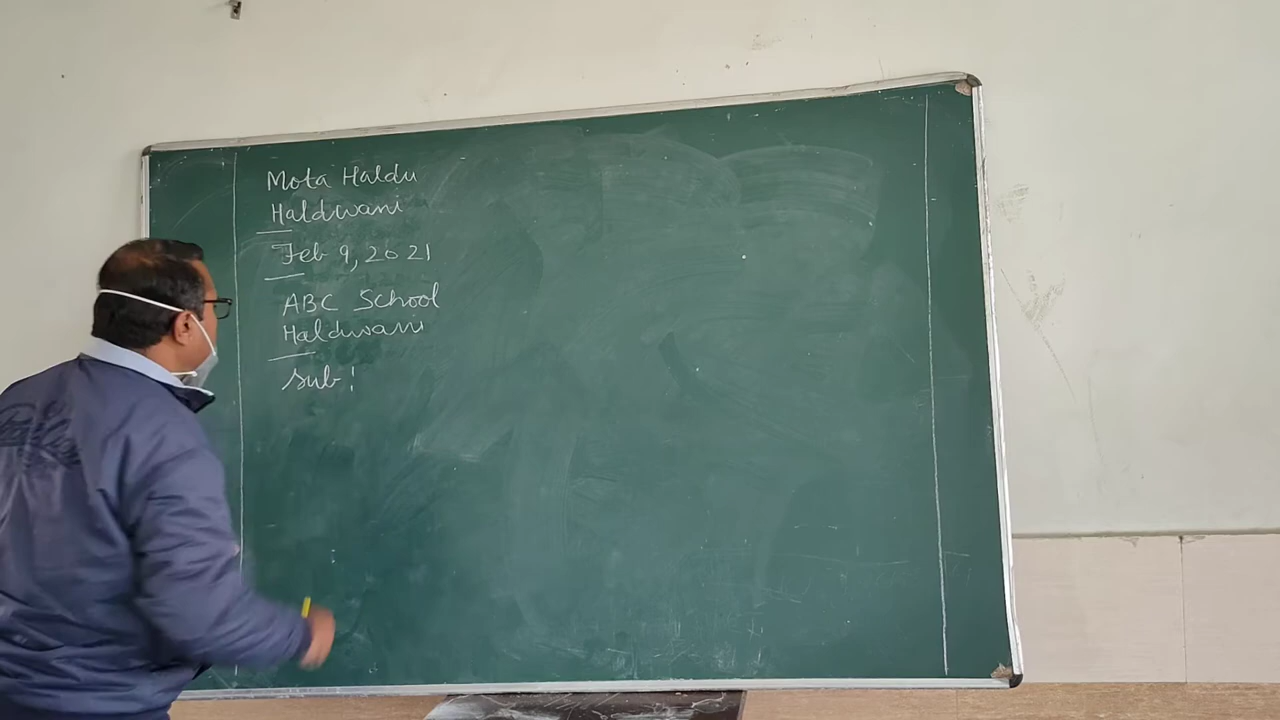 Mota Haldu
Haldwani
Feb 9, 2021
ABC School
Haldwani
Sub: